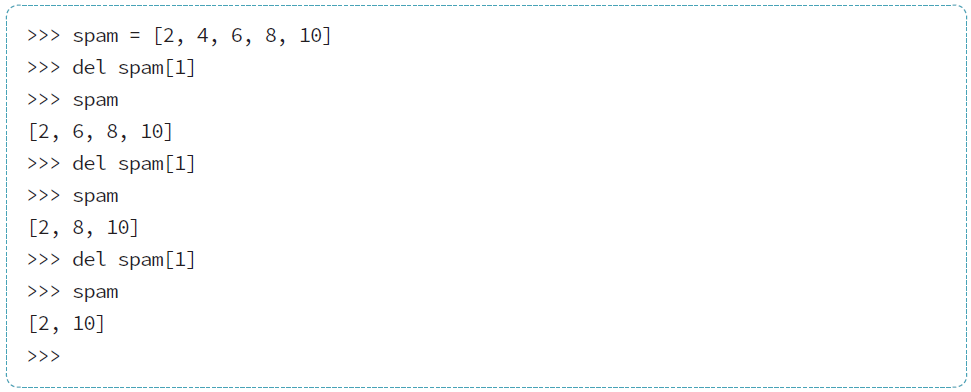 >>> spam = [2, 4, 6, 8, 10]
>>> del spam[1]
>>> spam
[2, 6, 8, 10]
>>> del spam[1]
>>> spam
[2, 8, 10]
>>> del spam[1]
>>> spam
[2, 10]
>>>